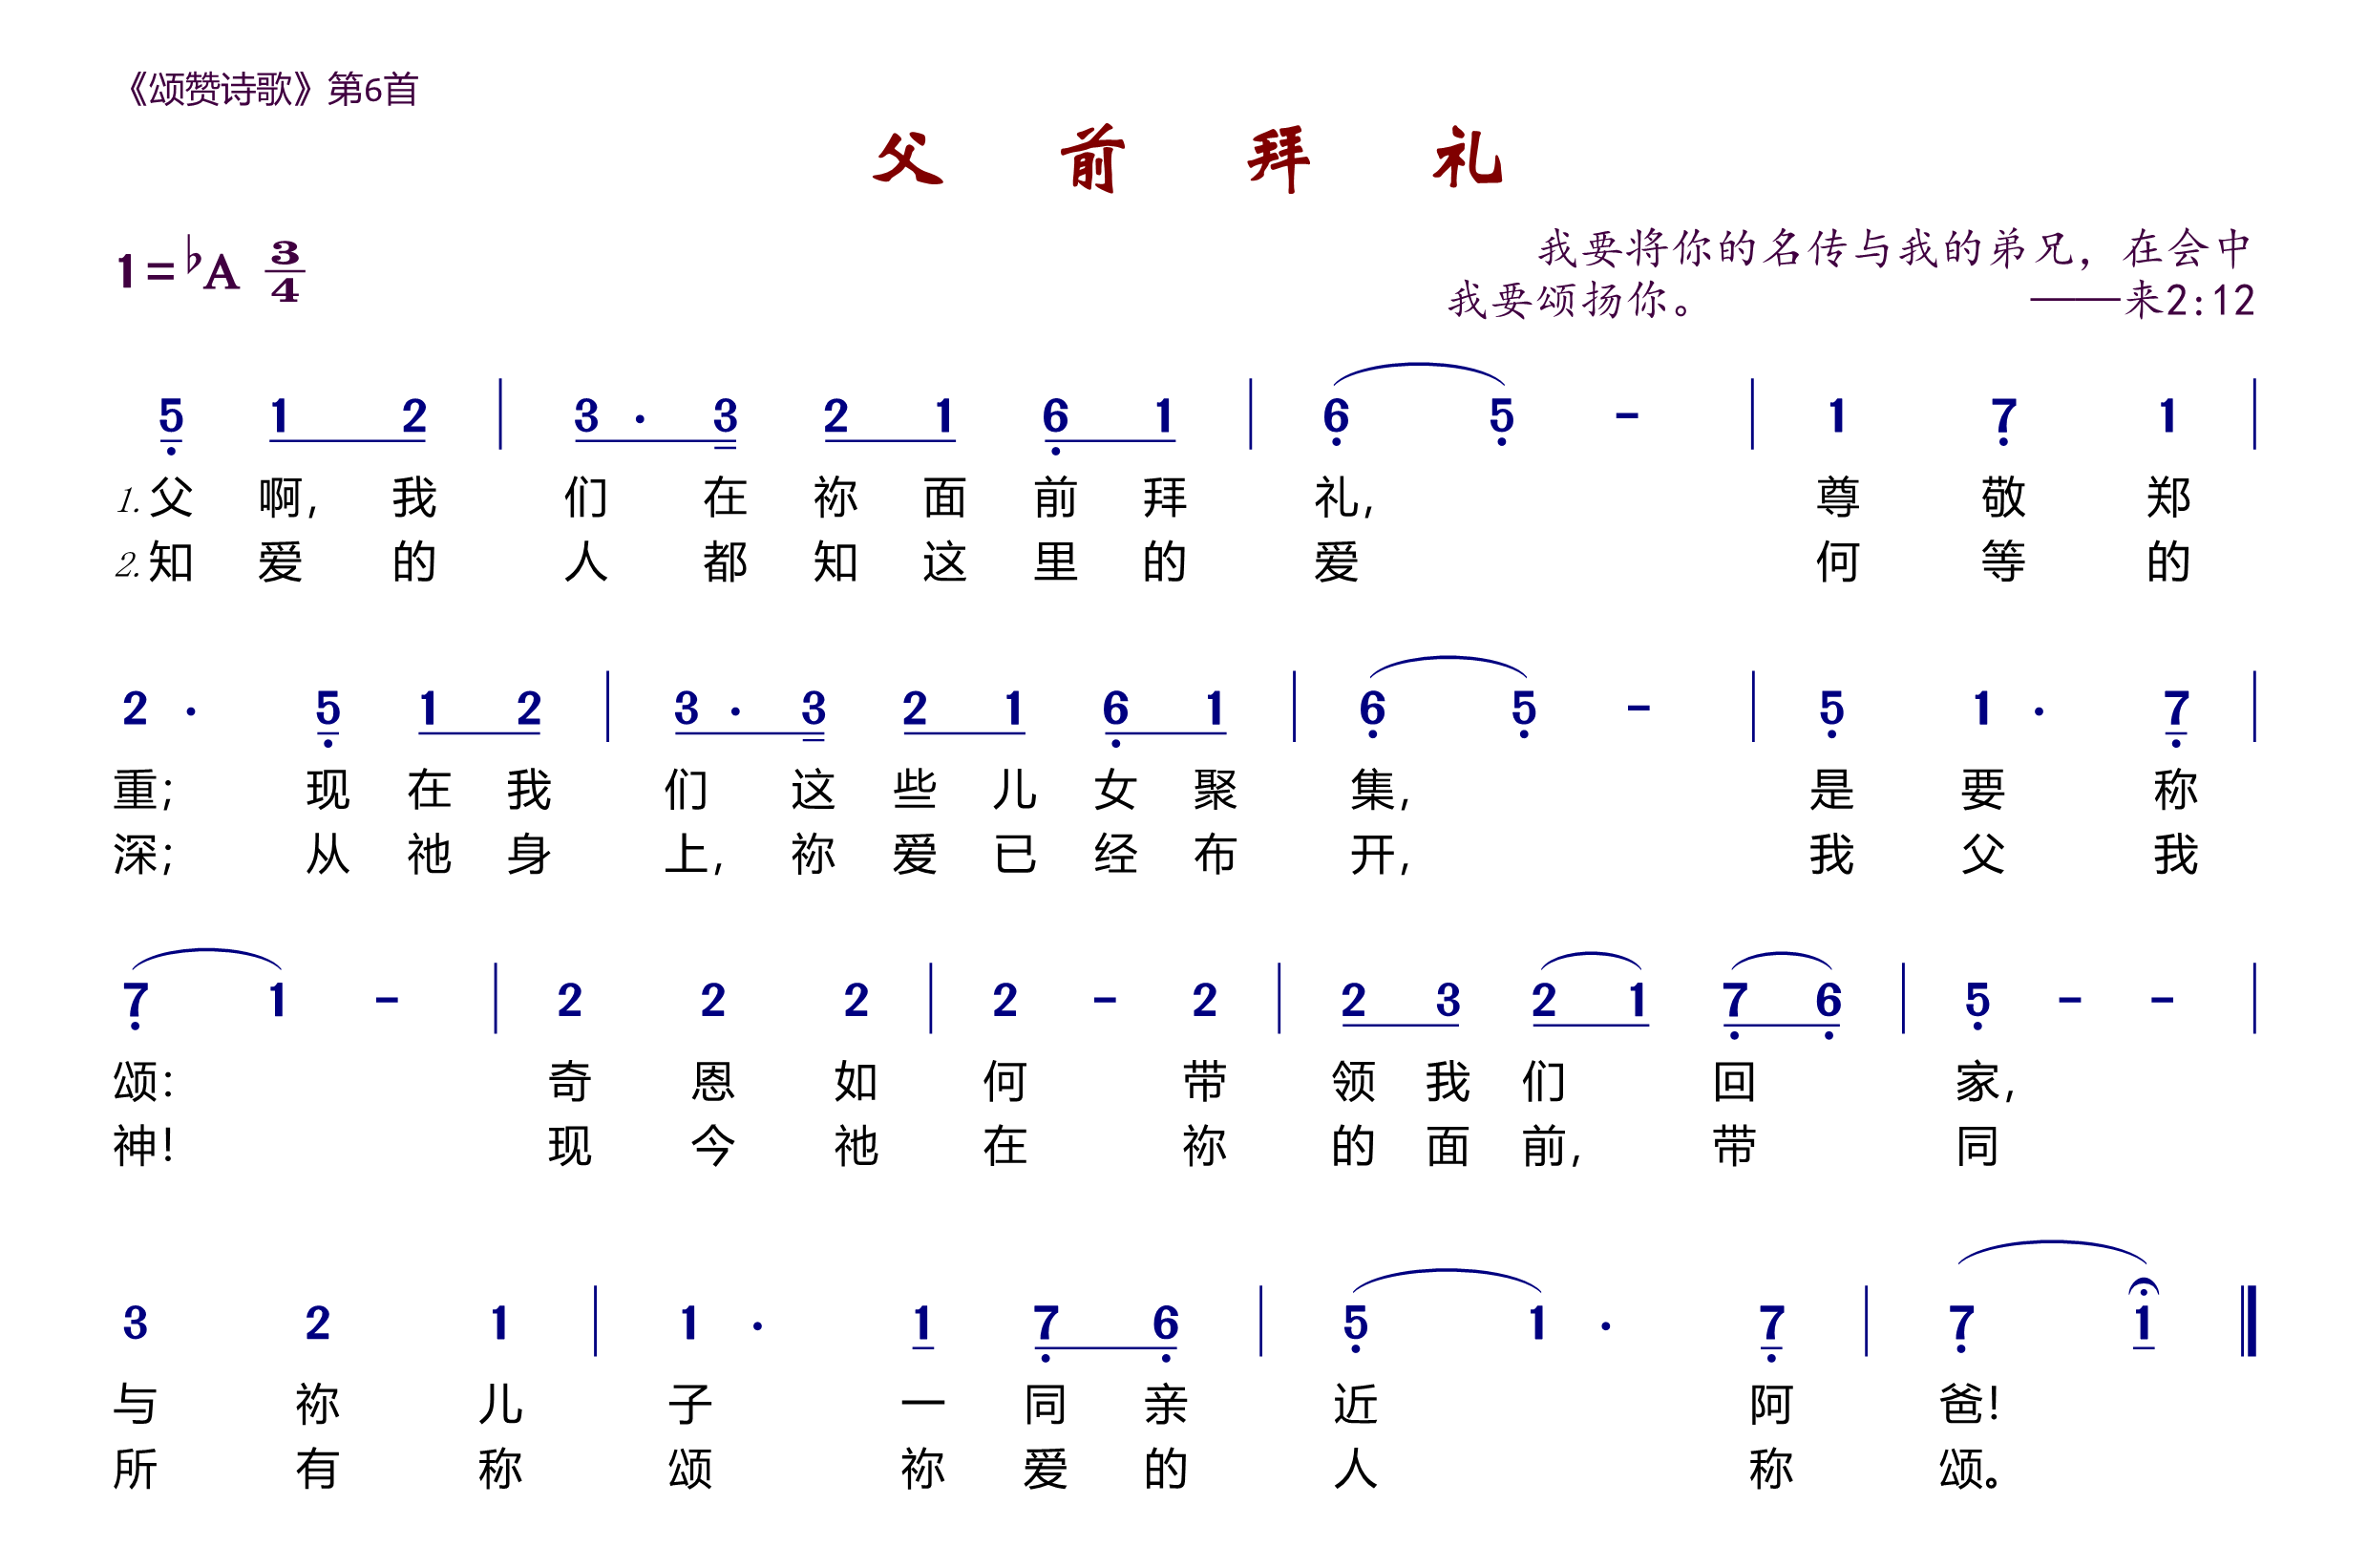 《颂赞诗歌》第6首
父前拜礼
1=♭A 3/4
我要将你的名传与我的弟兄，在会中
我要颂扬你。 ——来2:12
5 1 2 | 3 · 3 2 1 6 1 | 6 5 - | 1 7 1 |
1. 父啊, 我们在祢面前拜礼, 尊敬郑
2. 知爱的人都知这里的爱 何等的
2 · 5 1 2 | 3 · 3 2 1 6 1 | 6 5 - | 5 1 · 7 |
重; 现在我们这些儿女聚集, 是要称
深; 从祂身上, 祢爱已经布开, 我父我
7 1 - | 2 2 2 | 2 - 2 | 2 3 2 1 7 6 | 5 - - |
颂: 奇恩如何带领我们回家,
神! 现今祂在祢的面前, 带同
3 2 1 | 1 · 1 7 6 | 5 1 · 7 | 7 1 ‖
与祢儿子一同亲近阿爸!
所有称颂祢爱的人称颂。